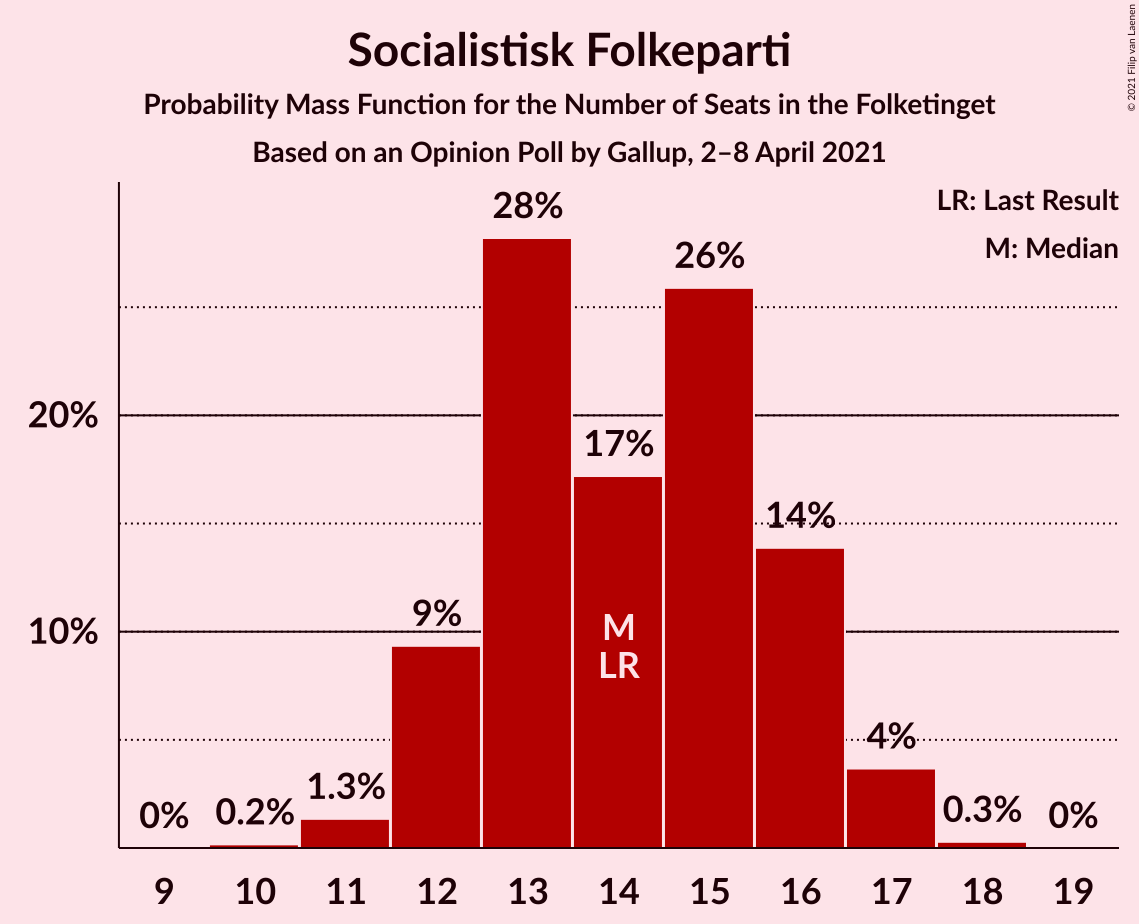 Socialistisk Folkeparti
Probability Mass Function for the Number of Seats in the Folketinget
Based on an Opinion Poll by Gallup, 2–8 April 2021
© 2021 Filip van Laenen
LR: Last Result
M: Median
28%
26%
20%
17%
14%
10%
9%
M
LR
4%
1.3%
0%
0.2%
0.3%
0%
9 10 11 12 13 14 15 16 17 18 19